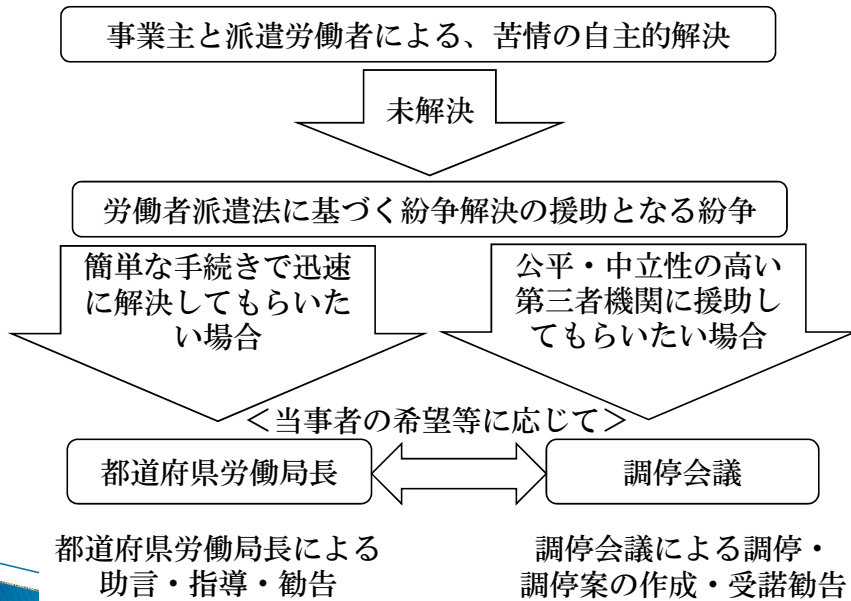 事業主と派遣労働者による、苦情の自主的解決
未解決
労働者派遣法に基づく紛争解決の援助となる紛争
簡単な手続きで迅速
に解決してもらいた
い場合
公平・中立性の高い
第三者機関に援助し
てもらいたい場合
＜当事者の希望等に応じて＞
都道府県労働局長
調停会議
都道府県労働局長による
助言・指導・勧告
調停会議による調停・
調停案の作成・受諾勧告